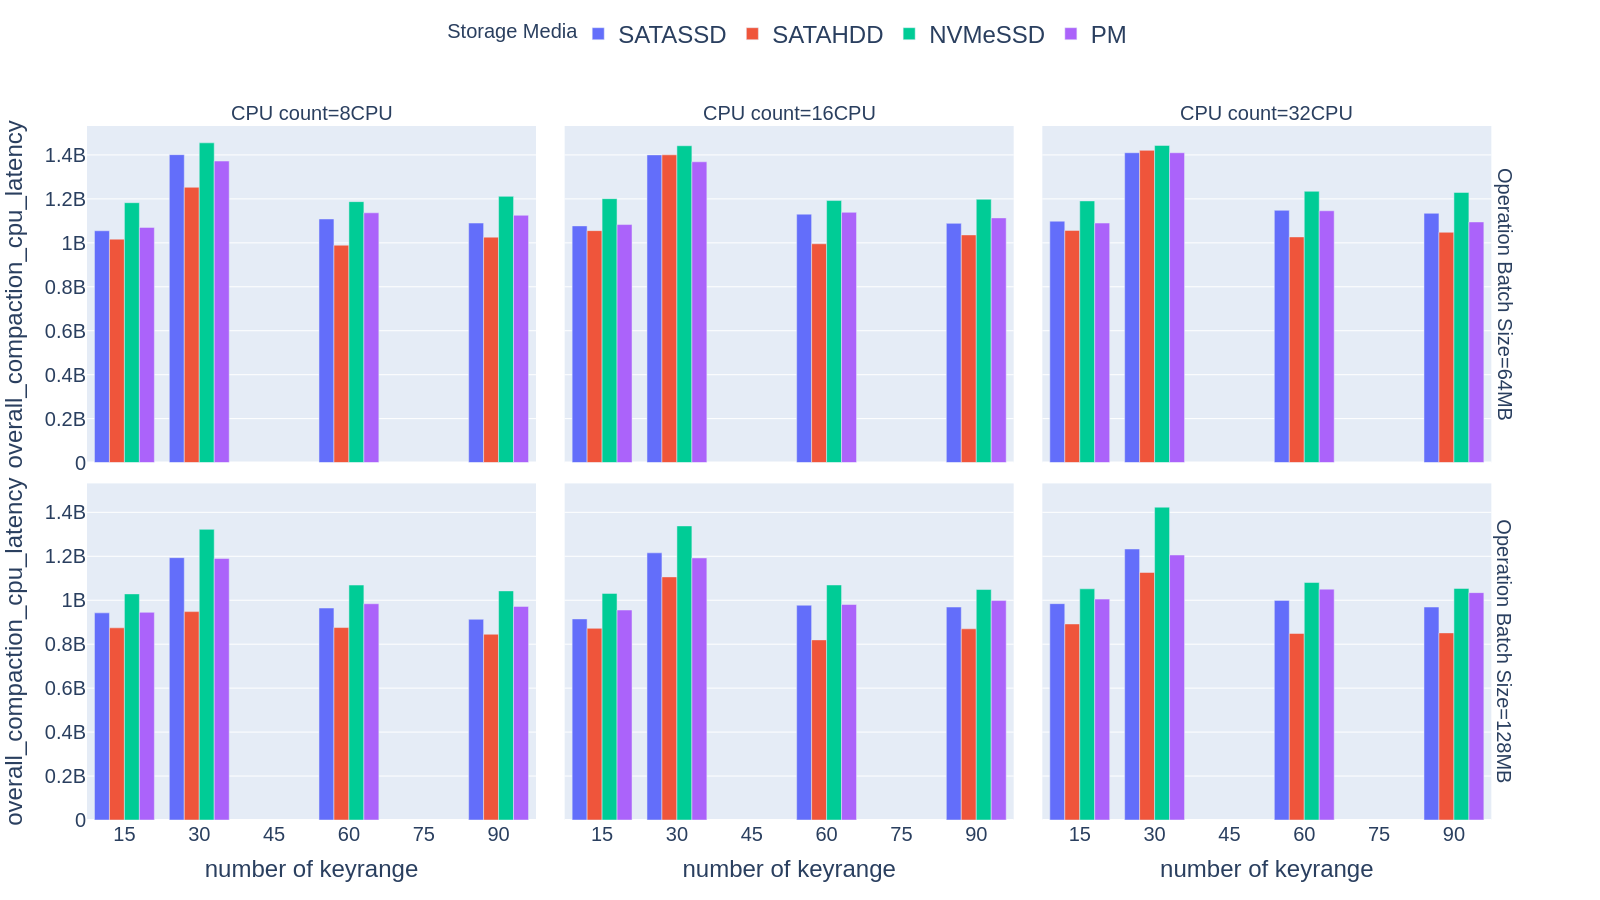 Storage Media SATASSD SATAHDD NVMeSSD PM
CPU count=8CPU CPU count=16CPU CPU count=32CPU
overall_compaction_cpu_latency
1.4B
1.2B
1B
0.8B
0.6B
0.4B
0.2B
0
Operation Batch Size=64MB
overall_compaction_cpu_latency
1.4B
1.2B
1B
0.8B
0.6B
0.4B
0.2B
0
Operation Batch Size=128MB
15 30 45 60 75 90 15 30 45 60 75 90 15 30 45 60 75 90
number of keyrange number of keyrange number of keyrange